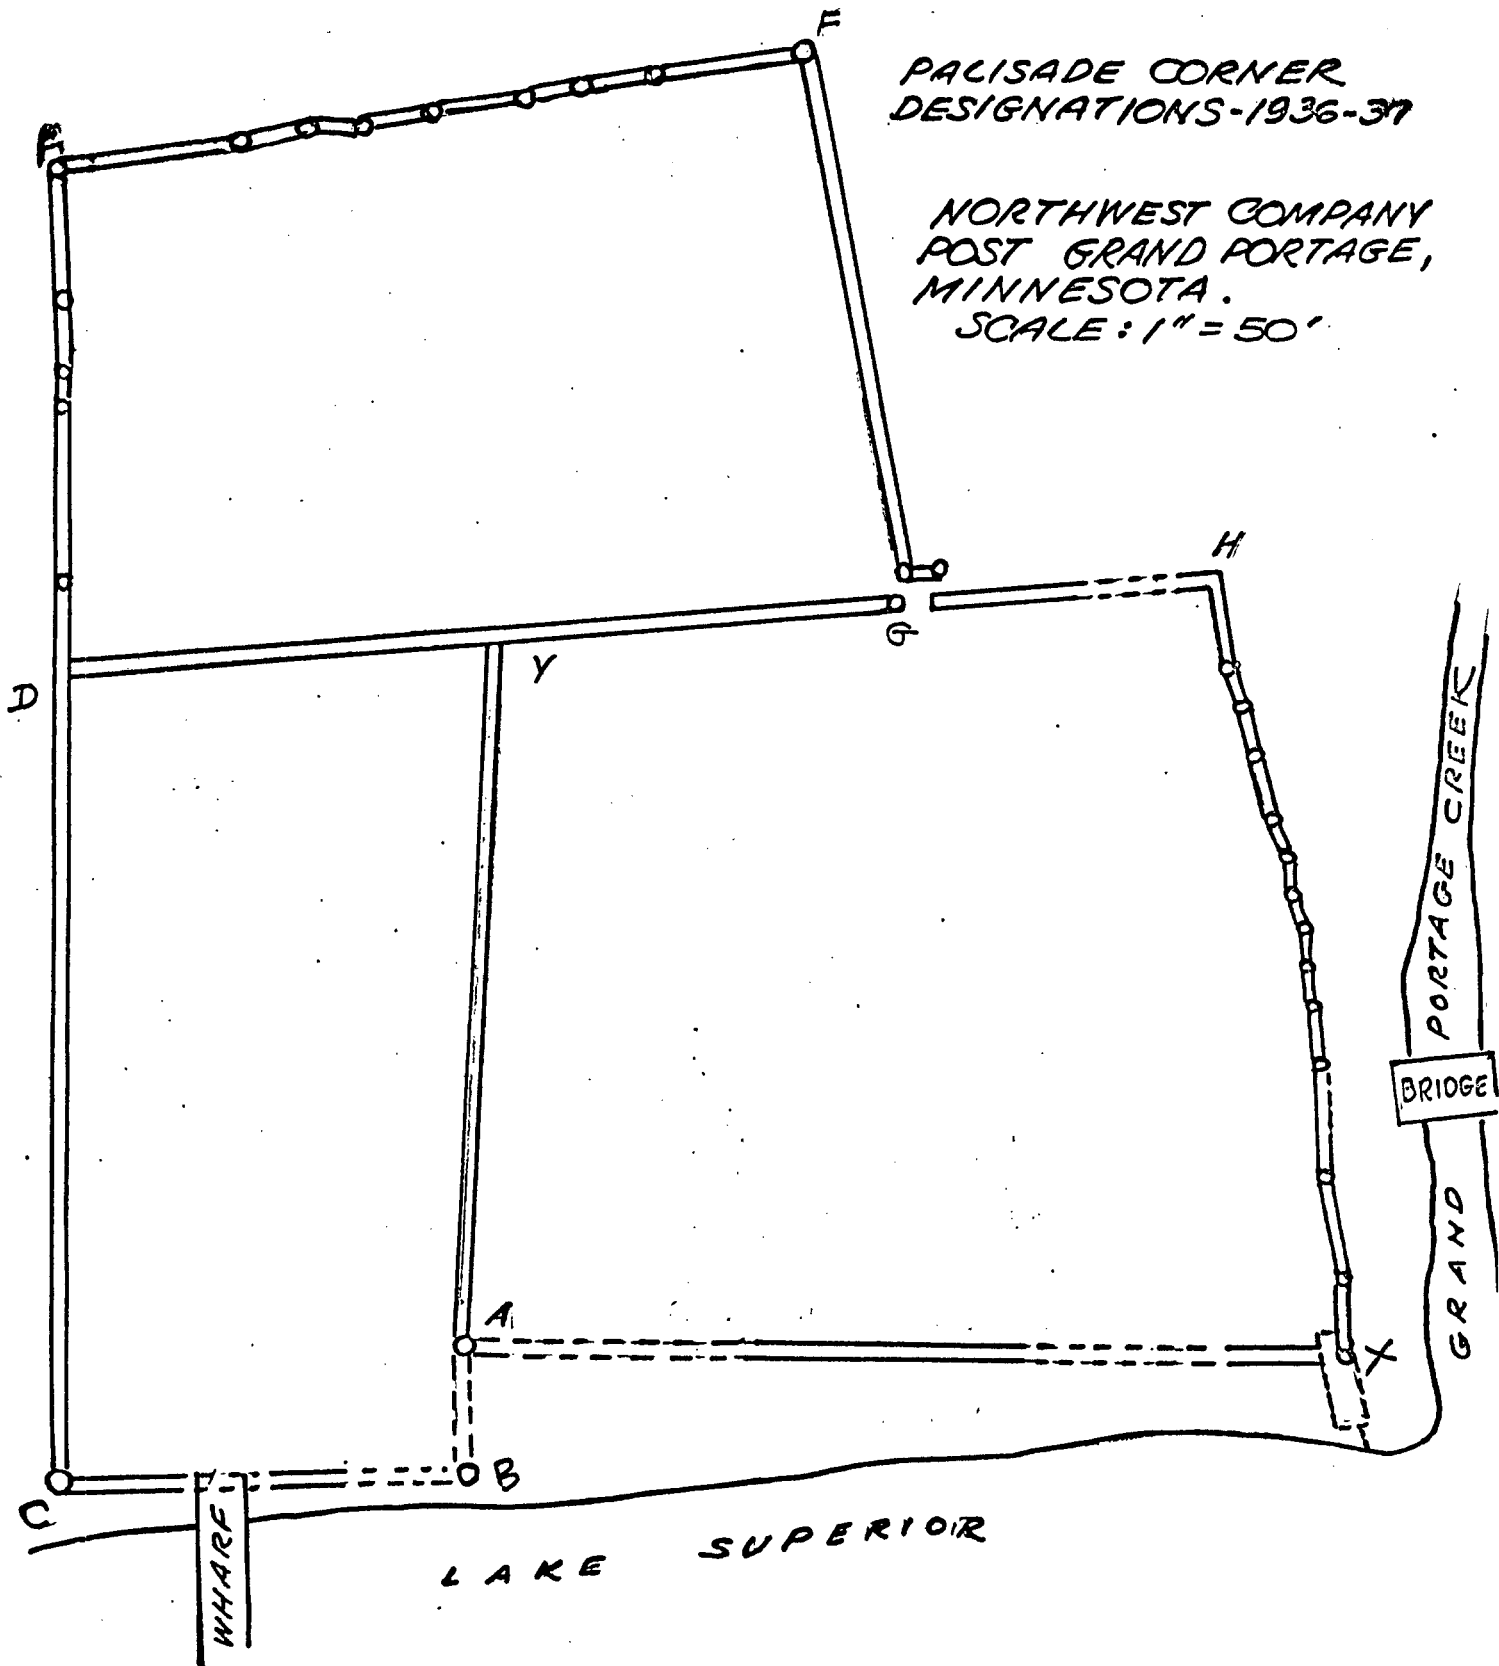 F
PALISADE CORNER
DESIGNATIONS-1936-37
NORTHWEST COMPANY
POST GRAND PORTAGE,
MINNESOTA.
SCALE: 1" = 50'
H
G
Y
D
GRAND PORTAGE CREEK
BRIDGE
A
X
B
C
WHARF
LAKE SUPERIOR